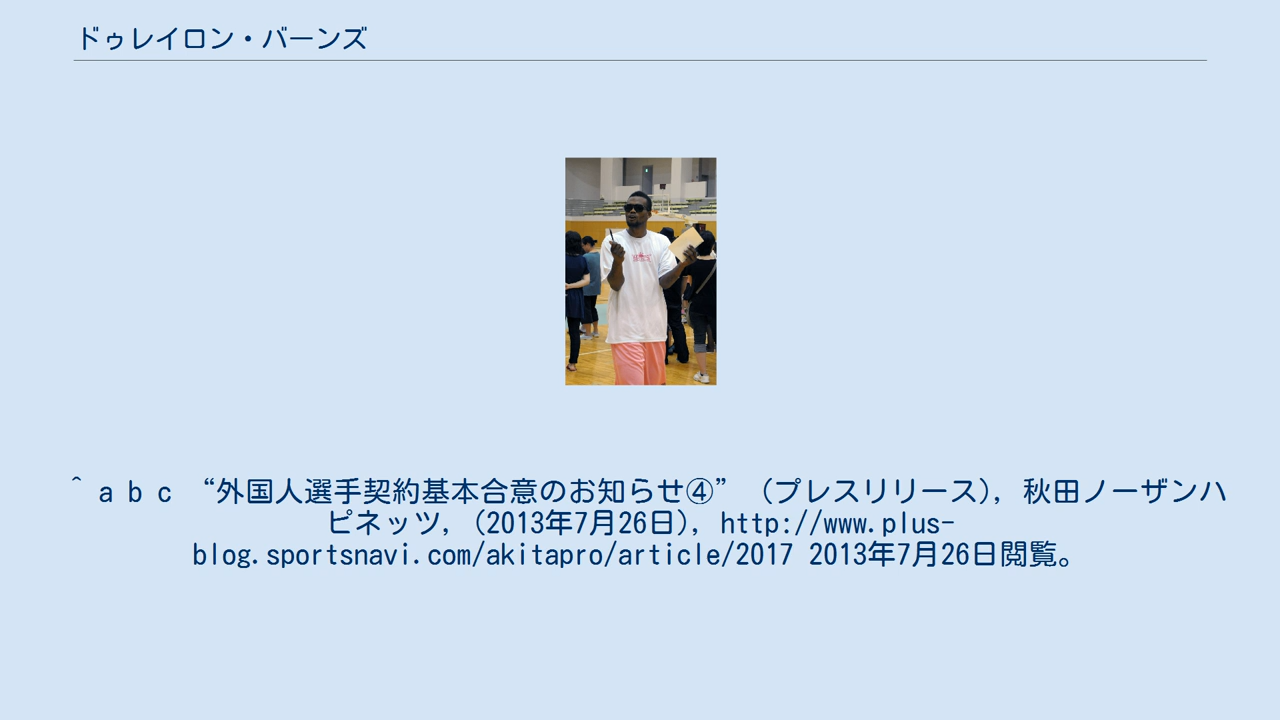 ドゥレイロン・バーンズ
^ a b c “外国人選手契約基本合意のお知らせ④” (プレスリリース), 秋田ノーザンハ
ピネッツ, (2013年7月26日), http://www.plus-
blog.sportsnavi.com/akitapro/article/2017 2013年7月26日閲覧。